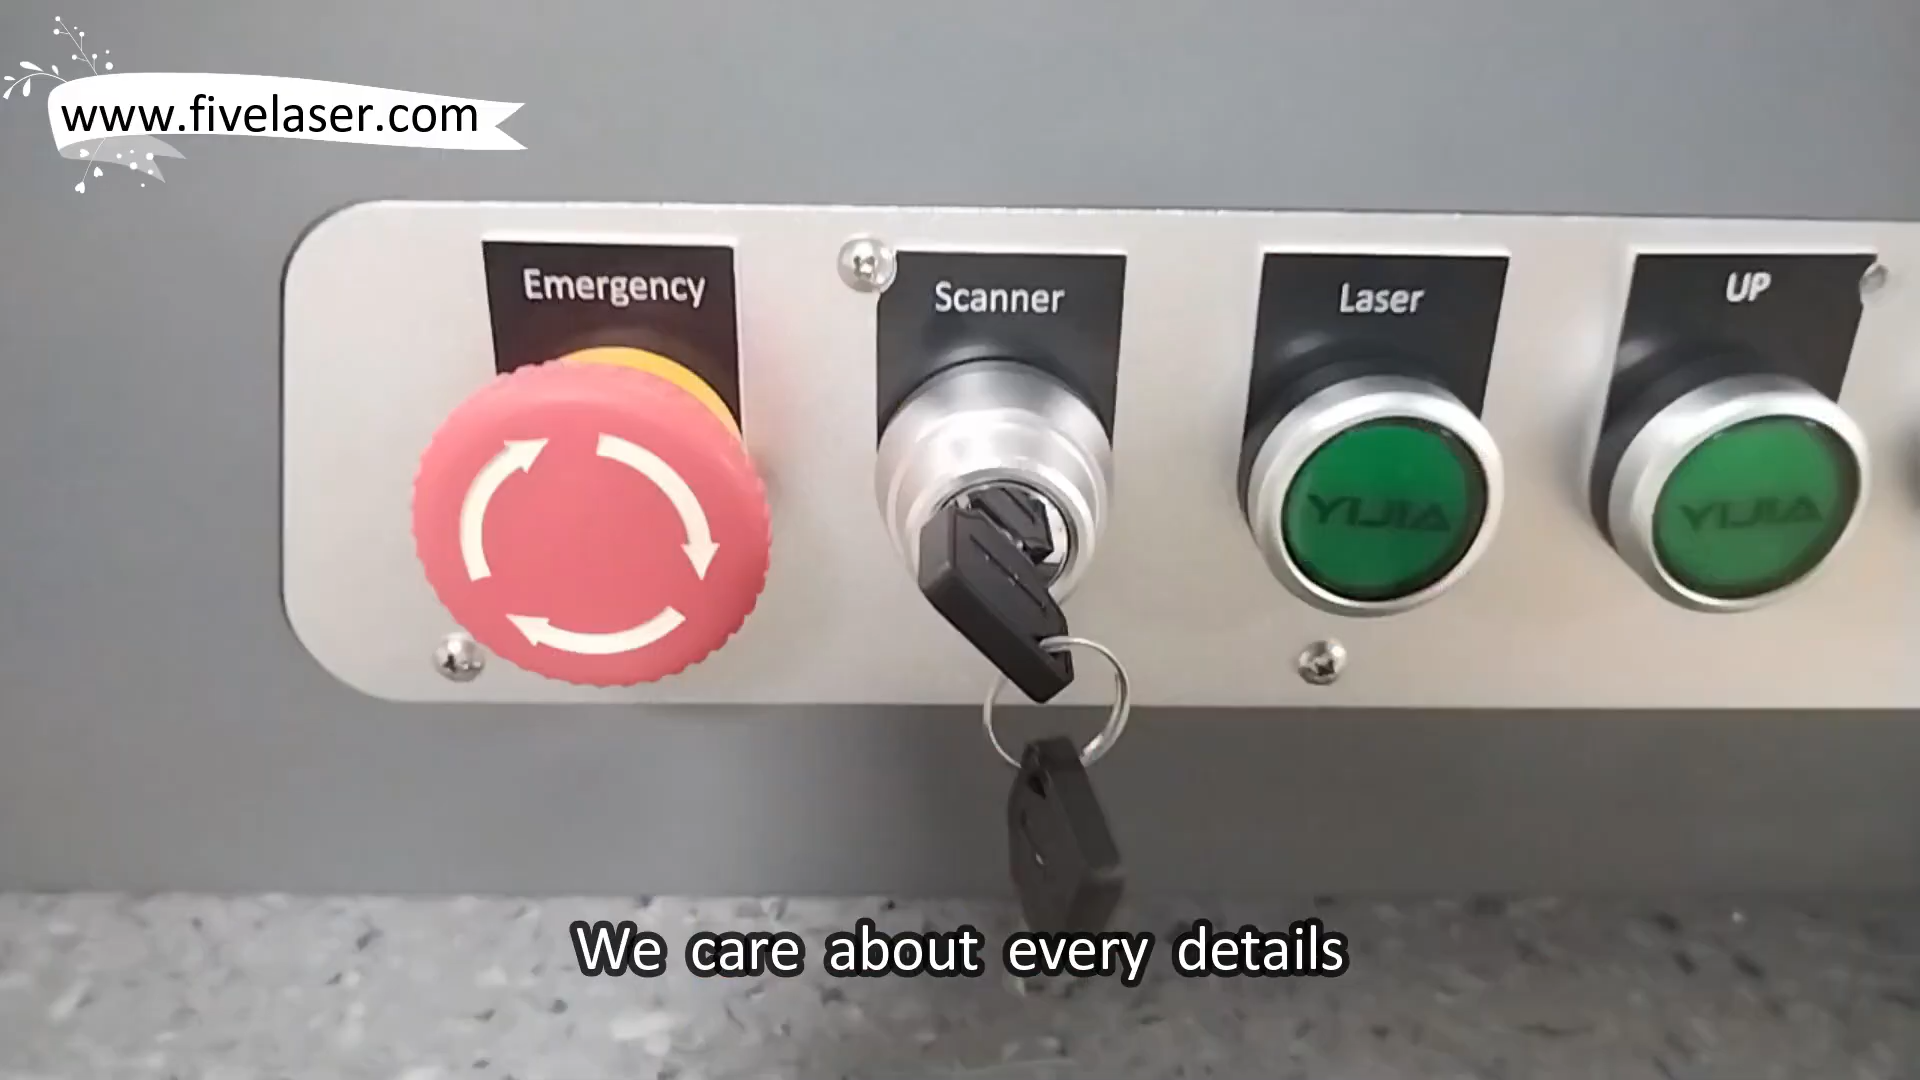 www.fivelaser.com
Emergency
Scanner
Laser
UP
YIJIA
YIJIA
We care about every details